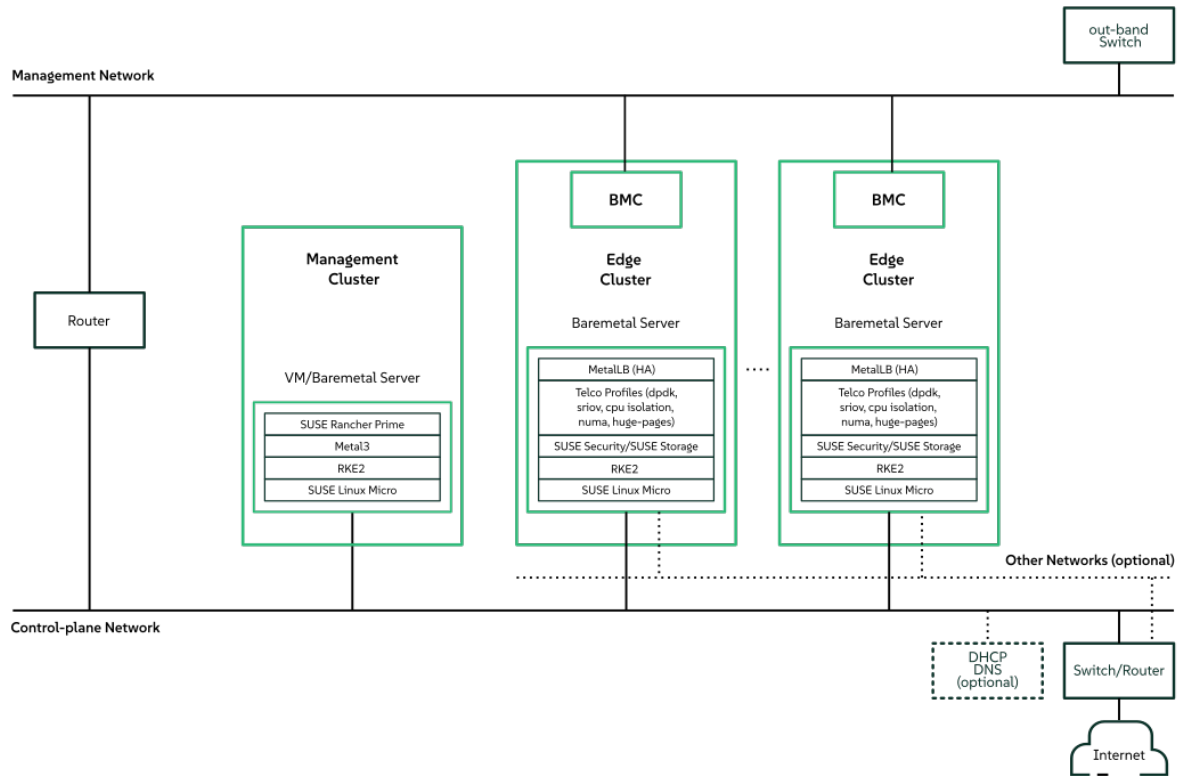 out-band
Switch
Management Network
BMC
BMC
Management
Cluster
Edge
Cluster
Edge
Cluster
Router
Baremetal Server
Baremetal Server
VM/Baremetal Server
SUSE Rancher Prime
Metal3
RKE2
SUSE Linux Micro
MetalLB (HA)
Telco Profiles (dpdk,
sriov, cpu isolation,
numa, huge-pages)
SUSE Security/SUSE Storage
RKE2
SUSE Linux Micro
MetalLB (HA)
Telco Profiles (dpdk,
sriov, cpu isolation,
numa, huge-pages)
SUSE Security/SUSE Storage
RKE2
SUSE Linux Micro
Other Networks (optional)
Control-plane Network
DHCP
DNS
(optional)
Switch/Router
Internet